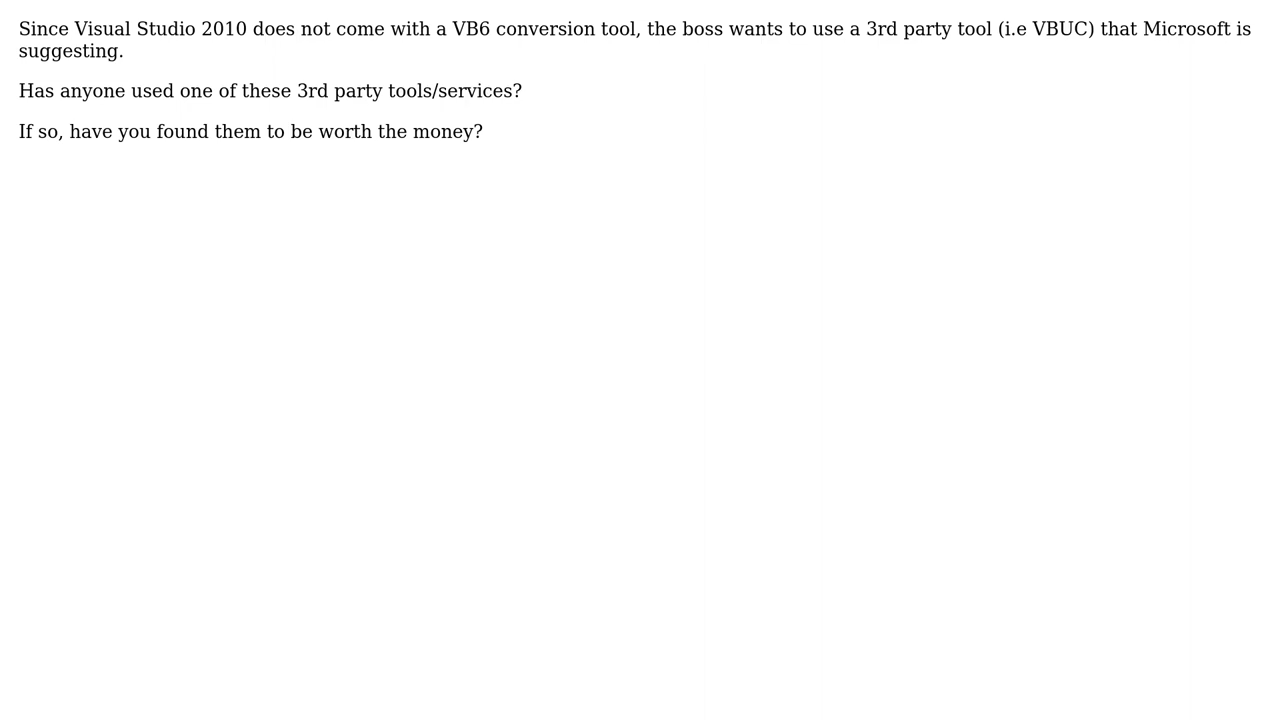 Since Visual Studio 2010 does not come with a VB6 conversion tool, the boss wants to use a 3rd party tool (i.e VBUC) that Microsoft is
suggesting.
Has anyone used one of these 3rd party tools/services?
If so, have you found them to be worth the money?